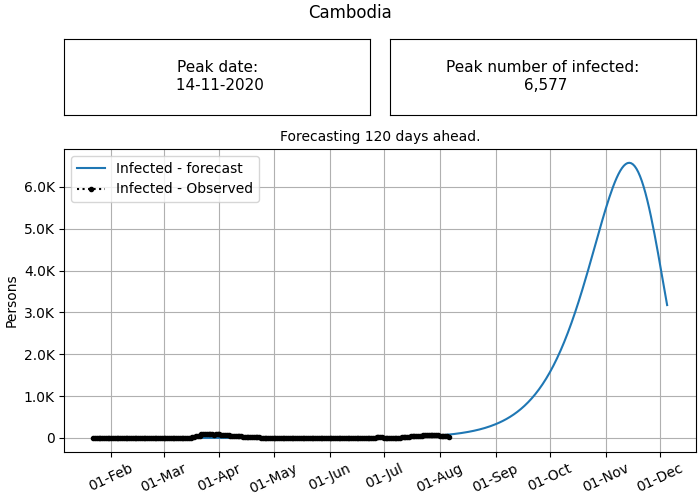 Cambodia
Peak date:
14-11-2020
Peak number of infected:
6,577
Forecasting 120 days ahead.
Infected - forecast
Infected - Observed
Persons
6.0K
5.0K
4.0K
3.0K
2.0K
1.0K
0
01-Feb
01-Mar
01-Apr
01-May
01-Jun
01-Jul
01-Aug
01-Sep
01-Oct
01-Nov
01-Dec